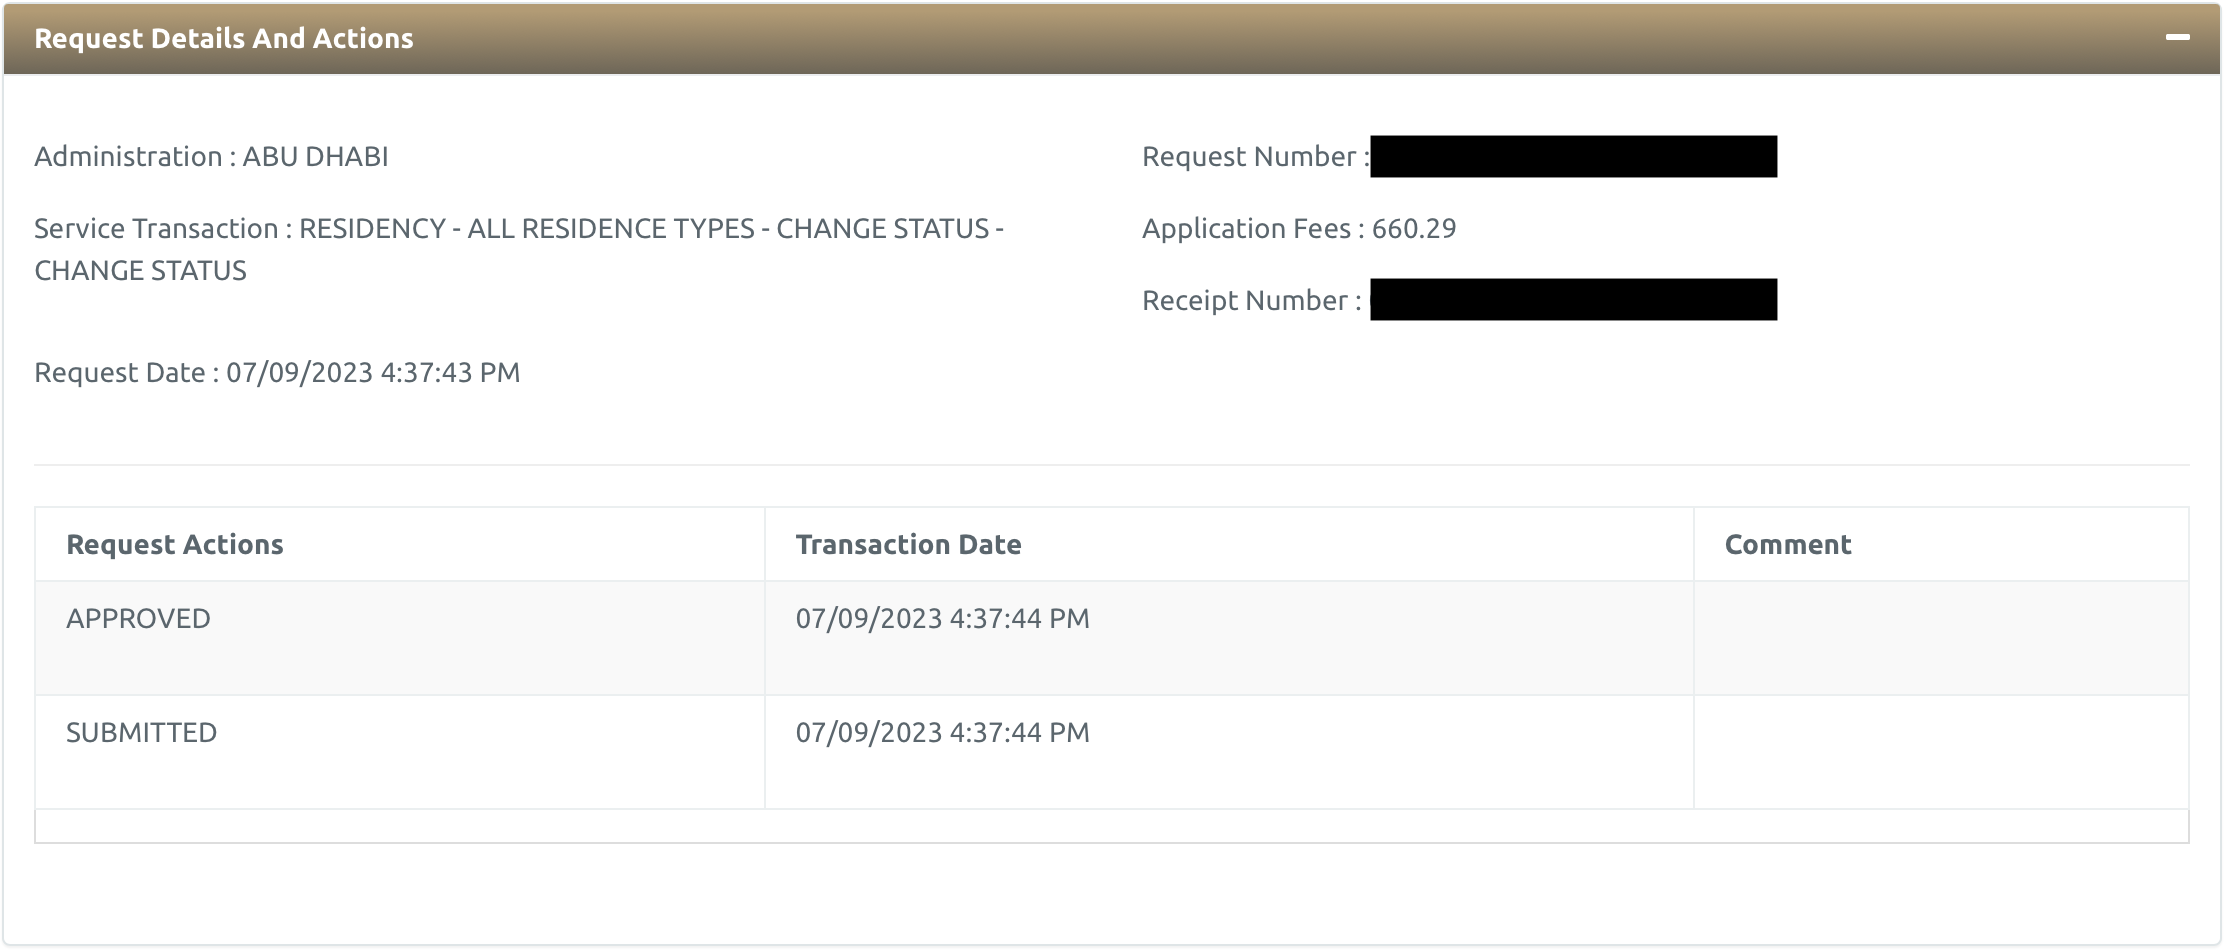 Request Details And Actions
Administration : ABU DHABI
Request Number :
Service Transaction : RESIDENCY - ALL RESIDENCE TYPES - CHANGE STATUS -
CHANGE STATUS
Application Fees : 660.29
Receipt Number :
Request Date : 07/09/2023 4:37:43 PM
Request Actions Transaction Date Comment
APPROVED 07/09/2023 4:37:44 PM
SUBMITTED 07/09/2023 4:37:44 PM